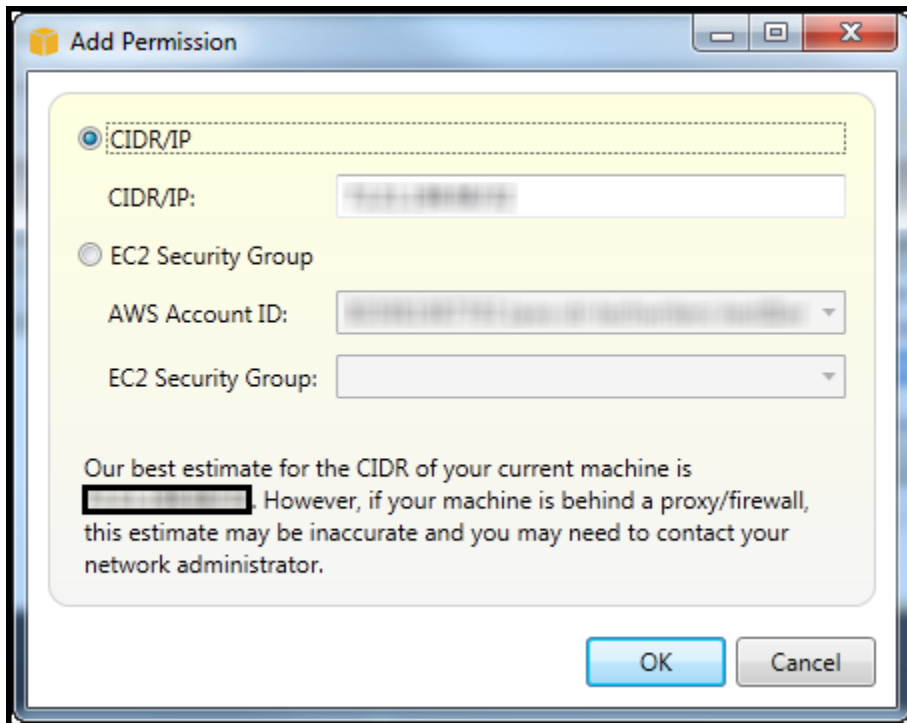 Add Permission
CIDR/IP
CIDR/IP:
EC2 Security Group
AWS Account ID:
EC2 Security Group:
Our best estimate for the CIDR of your current machine is
. However, if your machine is behind a proxy/firewall,
this estimate may be inaccurate and you may need to contact your
network administrator.
OK
Cancel